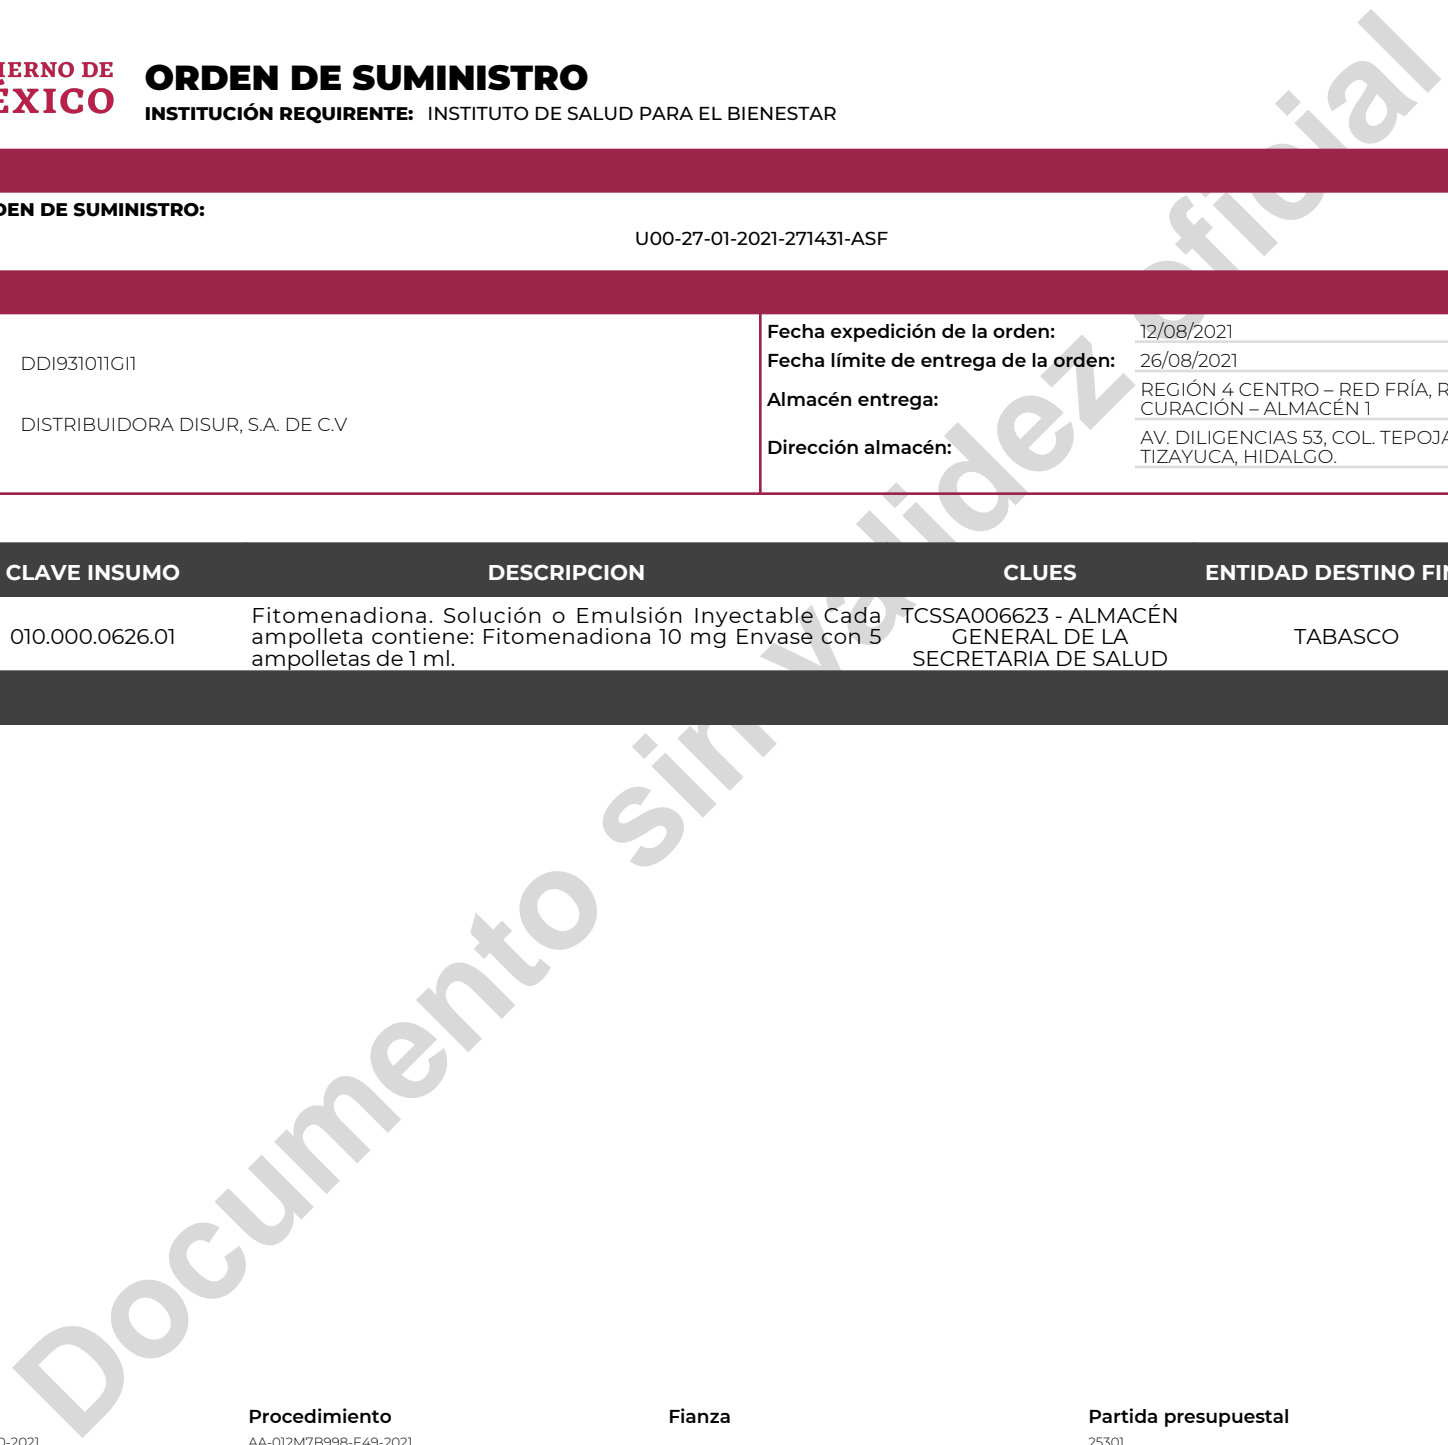 IERNO DE
ÉXICO
ORDEN DE SUMINISTRO
INSTITUCIÓN REQUIRENTE: INSTITUTO DE SALUD PARA EL BIENESTAR
DEN DE SUMINISTRO:
U00-27-01-2021-271431-ASF
DDI931011GI1
DISTRIBUIDORA DISUR, S.A. DE C.V
Fecha expedición de la orden: 12/08/2021
Fecha límite de entrega de la orden: 26/08/2021
Almacén entrega: REGIÓN 4 CENTRO – RED FRÍA, R
CURACIÓN – ALMACÉN 1
Dirección almacén: AV. DILIGENCIAS 53, COL. TEPOJA
TIZAYUCA, HIDALGO.
CLAVE INSUMO DESCRIPCION CLUES ENTIDAD DESTINO FIN
010.000.0626.01
Fitomenadiona. Solución o Emulsión Inyectable Cada
ampolleta contiene: Fitomenadiona 10 mg Envase con 5
ampolletas de 1 ml.
TCSSA006623 - ALMACÉN
GENERAL DE LA
SECRETARIA DE SALUD
TABASCO
Documento sin validez oficial
Procedimiento Fianza Partida presupuestal
0-2021 AA-012M7B998-E49-2021 25301